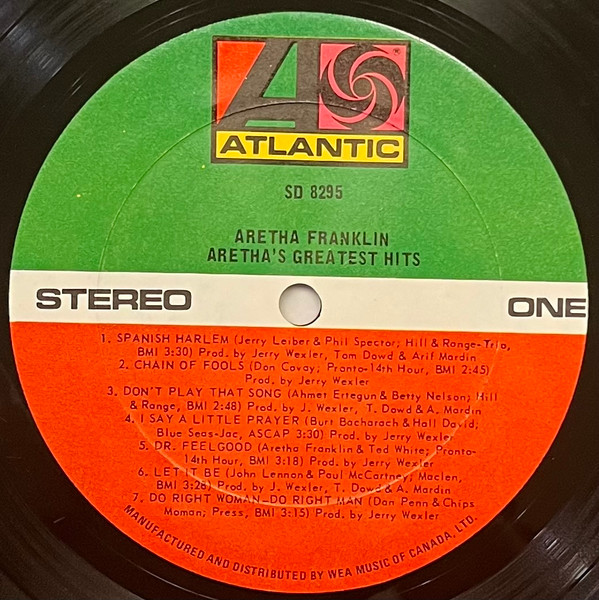 ATLANTIC
SD 8295
ARETHA FRANKLIN
ARETHA'S GREATEST HITS
STEREO
ONE
1. SPANISH HARLEM (Jerry Leiber & Phil Spector; Hill & Range-Trio,
BMI 3:30) Prod. by Jerry Wexler, Tom Dowd & Arif Mardin
2. CHAIN OF FOOLS (Don Covay; Pronto-14th Hour, BMI 2:45)
Prod. by Jerry Wexler
3. DON'T PLAY THAT SONG (Ahmet Ertegun & Betty Nelson; Hill
& Range, BMI 2:48) Prod. by J. Wexler, T. Dowd & A. Mardin
4. I SAY A LITTLE PRAYER (Burt Bacharach & Hall David;
Blue Seas-Jac, ASCAP 3:30) Prod. by Jerry Wexler
5. DR. FEELGOOD (Aretha Franklin & Ted White; Pronto-
14th Hour, BMI 3:18) Prod. by Jerry Wexler
6. LET IT BE (John Lennon & Paul McCartney; Maclen,
BMI 3:28) Prod. by J. Wexler, T. Dowd & A. Mardin
7. DO RIGHT WOMAN-DO RIGHT MAN (Dan Penn & Chips
Moman; Press, BMI 3:15) Prod. by Jerry Wexler
MANUFACTURED AND DISTRIBUTED BY WEA MUSIC OF CANADA, LTD.